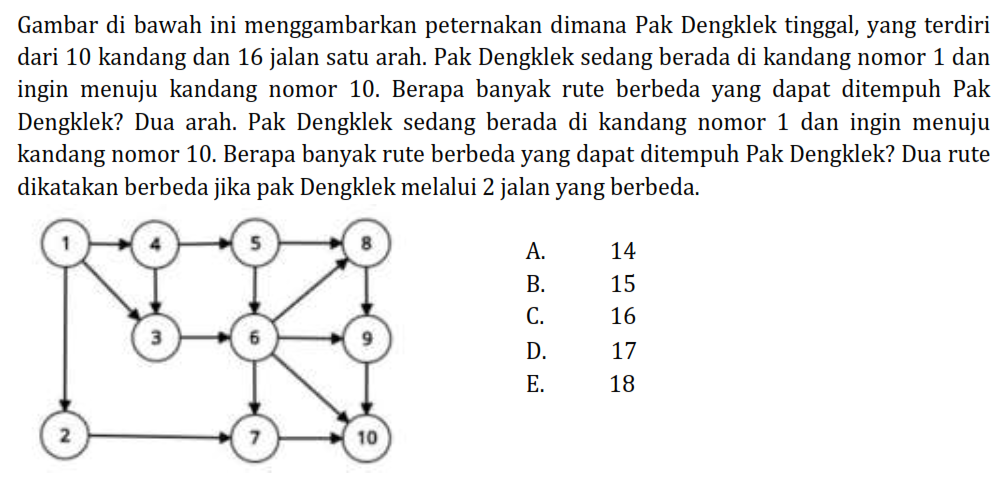 Gambar di bawah ini menggambarkan peternakan dimana Pak Dengklek tinggal, yang terdiri
dari 10 kandang dan 16 jalan satu arah. Pak Dengklek sedang berada di kandang nomor 1 dan
ingin menuju kandang nomor 10. Berapa banyak rute berbeda yang dapat ditempuh Pak
Dengklek? Dua arah. Pak Dengklek sedang berada di kandang nomor 1 dan ingin menuju
kandang nomor 10. Berapa banyak rute berbeda yang dapat ditempuh Pak Dengklek? Dua rute
dikatakan berbeda jika pak Dengklek melalui 2 jalan yang berbeda.
1 4 5 8
3 6 9
2 7 10
A. 14
B. 15
C. 16
D. 17
E. 18